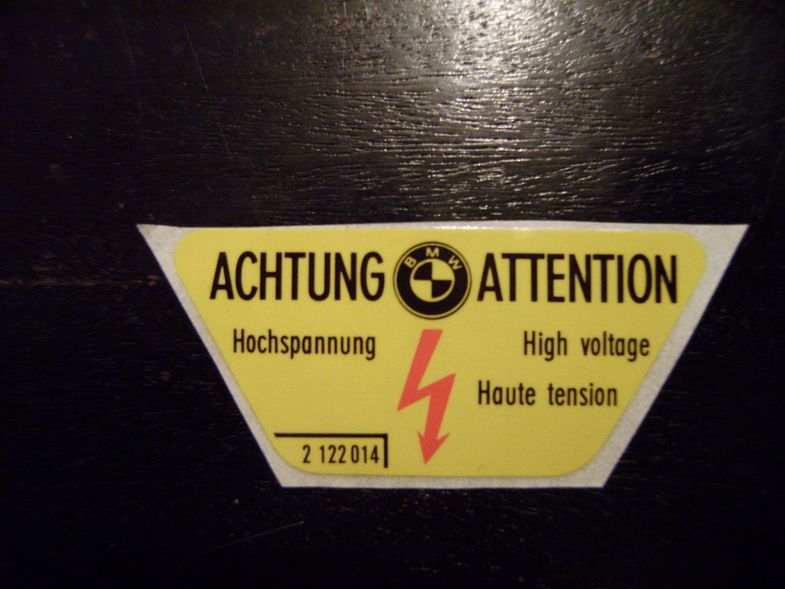 ACHTUNG BMW ATTENTION
Hochspannung
High voltage
Haute tension
2 122 014